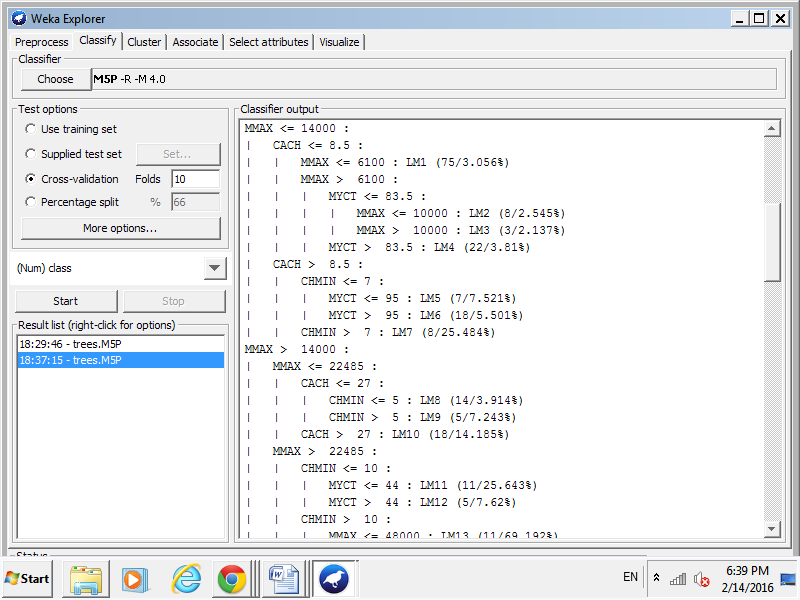 Weka Explorer
Preprocess Classify Cluster Associate Select attributes Visualize
Classifier
Choose M5P -R -M 4.0
Test options
Use training set
Supplied test set Set...
Cross-validation Folds 10
Percentage split % 66
More options...
(Num) class
Start Stop
Result list (right-click for options)
18:29:46 - trees.M5P
18:37:15 - trees.M5P
Classifier output
MMAX <= 14000 :
|   CACH <= 8.5 :
|   |   MMAX <= 6100 : LM1 (75/3.056%)
|   |   MMAX >  6100 :
|   |   |   MYCT <= 83.5 :
|   |   |   |   MMAX <= 10000 : LM2 (8/2.545%)
|   |   |   |   MMAX >  10000 : LM3 (3/2.137%)
|   |   |   MYCT >  83.5 : LM4 (22/3.81%)
|   CACH >  8.5 :
|   |   CHMIN <= 7 :
|   |   |   MYCT <= 95 : LM5 (7/7.521%)
|   |   |   MYCT >  95 : LM6 (18/5.501%)
|   |   CHMIN >  7 : LM7 (8/25.484%)
MMAX >  14000 :
|   MMAX <= 22485 :
|   |   CACH <= 27 :
|   |   |   CHMIN <= 5 : LM8 (14/3.914%)
|   |   |   CHMIN >  5 : LM9 (5/7.243%)
|   |   CACH >  27 : LM10 (18/14.185%)
|   MMAX >  22485 :
|   |   CHMIN <= 10 :
|   |   |   MYCT <= 44 : LM11 (11/25.643%)
|   |   |   MYCT >  44 : LM12 (5/7.62%)
|   |   CHMIN >  10 :
|   |   |   MMAX <= 48000 : LM13 (11/69.192%)
Status
Start EN 6:39 PM
2/14/2016